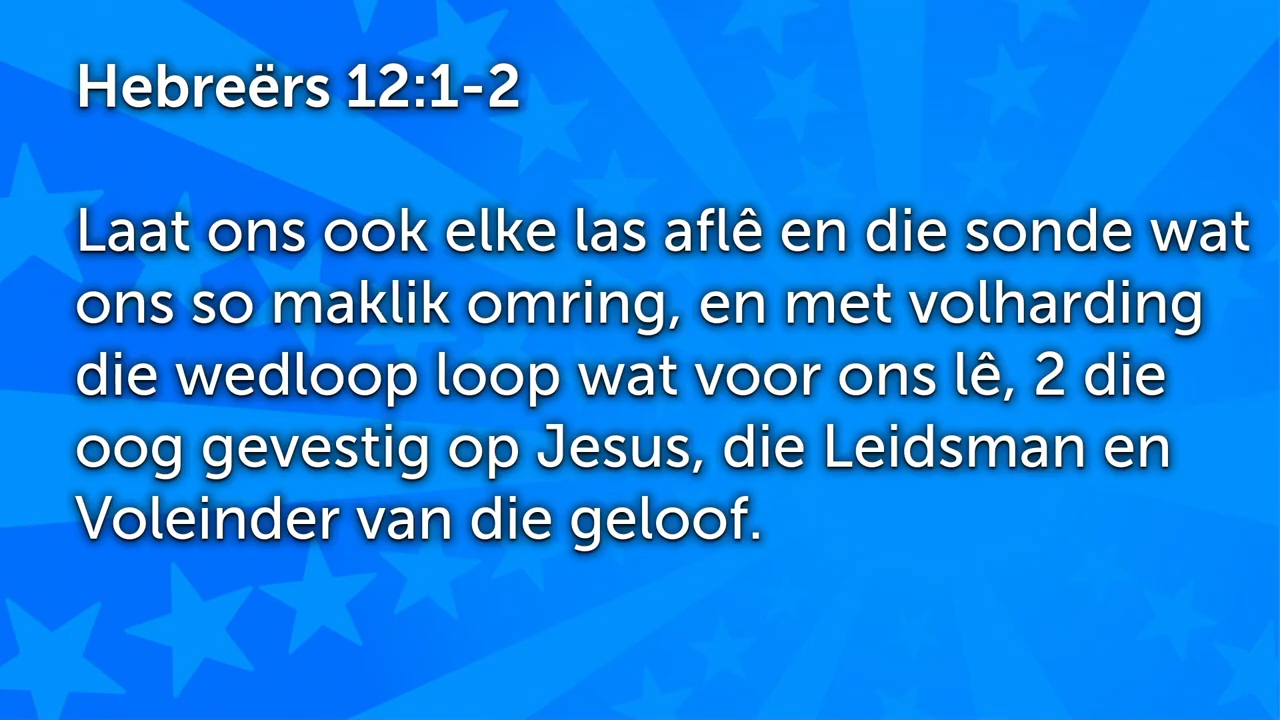 Hebreërs 12:1-2
Laat ons ook elke las aflê en die sonde wat
ons so maklik omring, en met volharding
die wedloop loop wat voor ons lê, 2 die
oog gevestig op Jesus, die Leidsman en
Voleinder van die geloof.